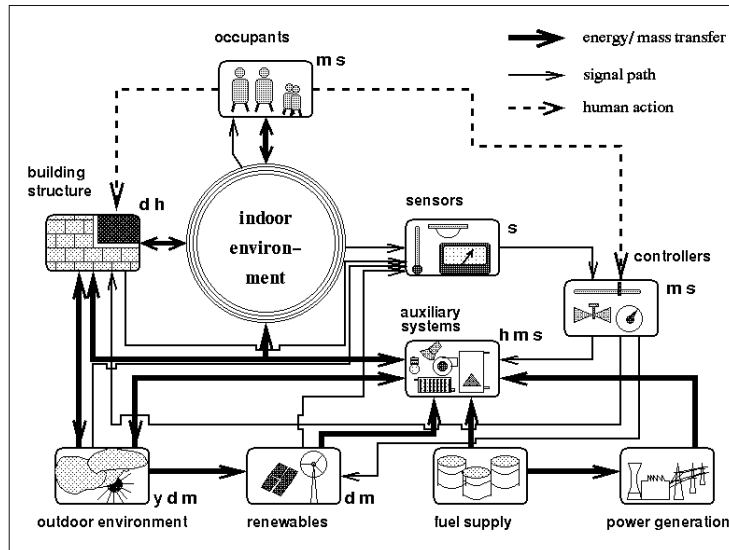 occupants
m s
energy/ mass transfer
signal path
human action
building
structure
d h
indoor
environ-
ment
sensors
s
controllers
m s
auxiliary
systems
h m s
y d m
outdoor environment
d m
renewables
fuel supply
power generation